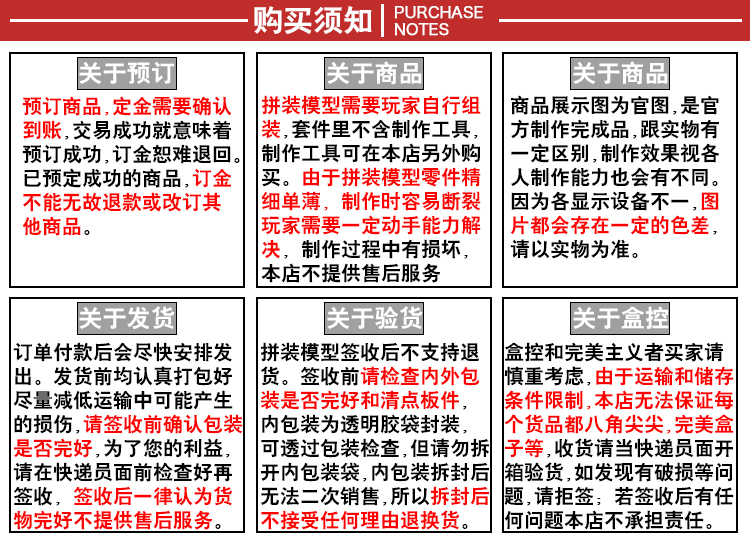 购买须知
PURCHASE
NOTES
关于预订
预订商品,定金需要确认
到账,交易成功就意味着
预订成功,订金恕难退回。
已预定成功的商品,订金
不能无故退款或改订其
他商品。
关于商品
拼装模型需要玩家自行组
装,套件里不含制作工具,
制作工具可在本店另外购
买。由于拼装模型零件精
细单薄,制作时容易断裂
玩家需要一定动手能力解
决,制作过程中有损坏,
本店不提供售后服务
关于商品
商品展示图为官图,是官
方制作完成品,跟实物有
一定区别,制作效果视各
人制作能力也会有不同。
因为各显示设备不一,图
片都会存在一定的色差,
请以实物为准。
关于发货
订单付款后会尽快安排发
出。发货前均认真打包好
尽量减低运输中可能产生
的损伤,请签收前确认包装
是否完好,为了您的利益,
请在快递员面前检查好再
签收,签收后一律认为货
物完好不提供售后服务。
关于验货
拼装模型签收后不支持退
货。签收前请检查内外包
装是否完好和清点板件,
内包装为透明胶袋封装,
可透过包装检查,但请勿拆
开内包装袋,内包装拆封后
无法二次销售,所以拆封后
不接受任何理由退换货。
关于盒控
盒控和完美主义者买家请
慎重考虑,由于运输和储存
条件限制,本店无法保证每
个货品都八角尖尖,完美盒
子等,收货请当快递员面开
箱验货,如发现有破损等问
题,请拒签;若签收后有任
何问题本店不承担责任。